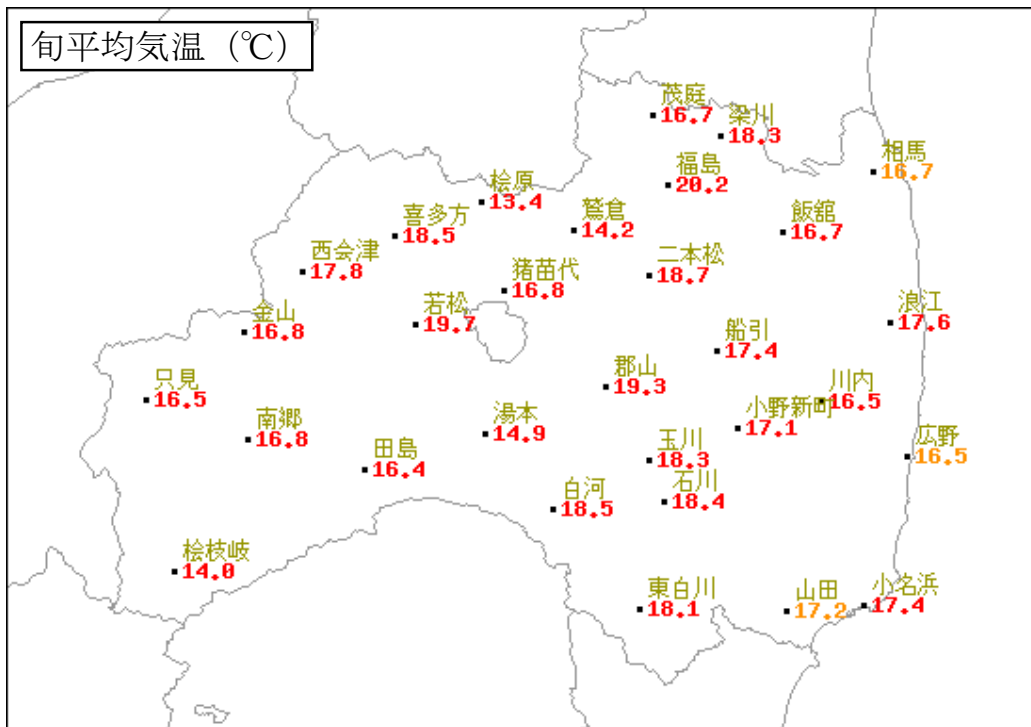 旬平均気温（℃）
茂庭
16.7
梁川
18.3
相馬
16.7
福島
20.2
桧原
13.4
鷲倉
14.2
飯舘
16.7
喜多方
18.5
西会津
17.8
猪苗代
16.8
二本松
18.7
金山
16.8
若松
19.7
浪江
17.6
船引
17.4
只見
16.5
郡山
19.3
川内
16.5
南郷
16.8
湯本
14.9
小野新町
17.1
田島
16.4
玉川
18.3
広野
16.5
白河
18.5
石川
18.4
桧枝岐
14.0
東白川
18.1
山田
17.2
小名浜
17.4